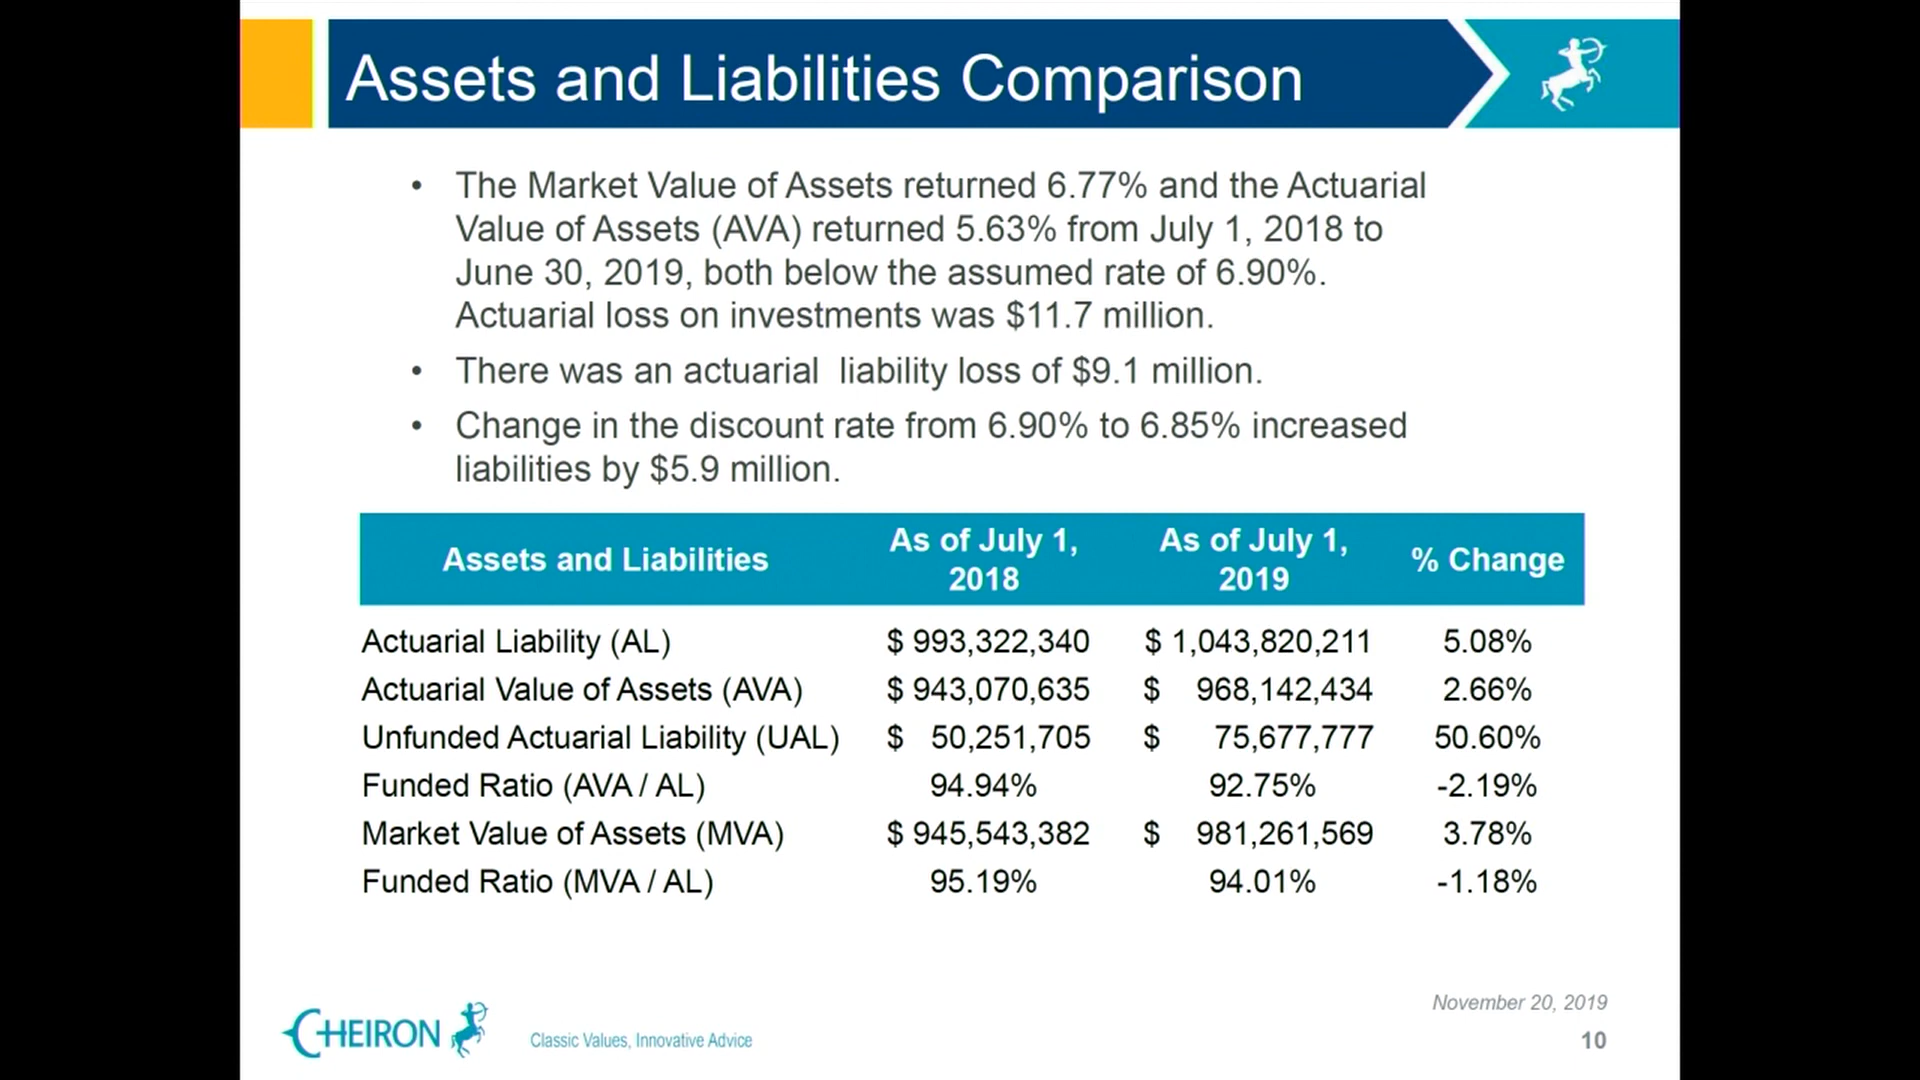 Assets and Liabilities Comparison
• The Market Value of Assets returned 6.77% and the Actuarial
Value of Assets (AVA) returned 5.63% from July 1, 2018 to
June 30, 2019, both below the assumed rate of 6.90%.
Actuarial loss on investments was $11.7 million.
• There was an actuarial  liability loss of $9.1 million.
• Change in the discount rate from 6.90% to 6.85% increased
liabilities by $5.9 million.
Assets and Liabilities As of July 1, 2018 As of July 1, 2019 % Change
Actuarial Liability (AL) $ 993,322,340 $ 1,043,820,211 5.08%
Actuarial Value of Assets (AVA) $ 943,070,635 $ 968,142,434 2.66%
Unfunded Actuarial Liability (UAL) $ 50,251,705 $ 75,677,777 50.60%
Funded Ratio (AVA / AL) 94.94% 92.75% -2.19%
Market Value of Assets (MVA) $ 945,543,382 $ 981,261,569 3.78%
Funded Ratio (MVA / AL) 95.19% 94.01% -1.18%
November 20, 2019
CHEIRON Classic Values, Innovative Advice 10